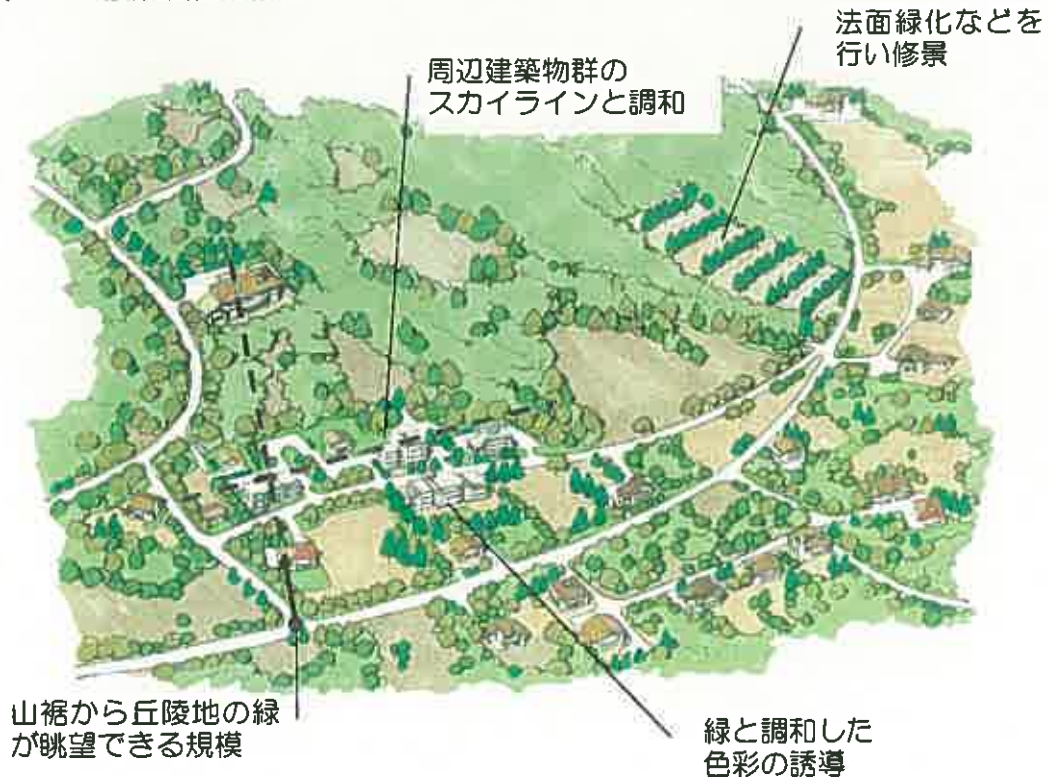 法面緑化などを
行い修景
周辺建築物群の
スカイラインと調和
山裾から丘陵地の緑
が眺望できる規模
緑と調和した
色彩の誘導